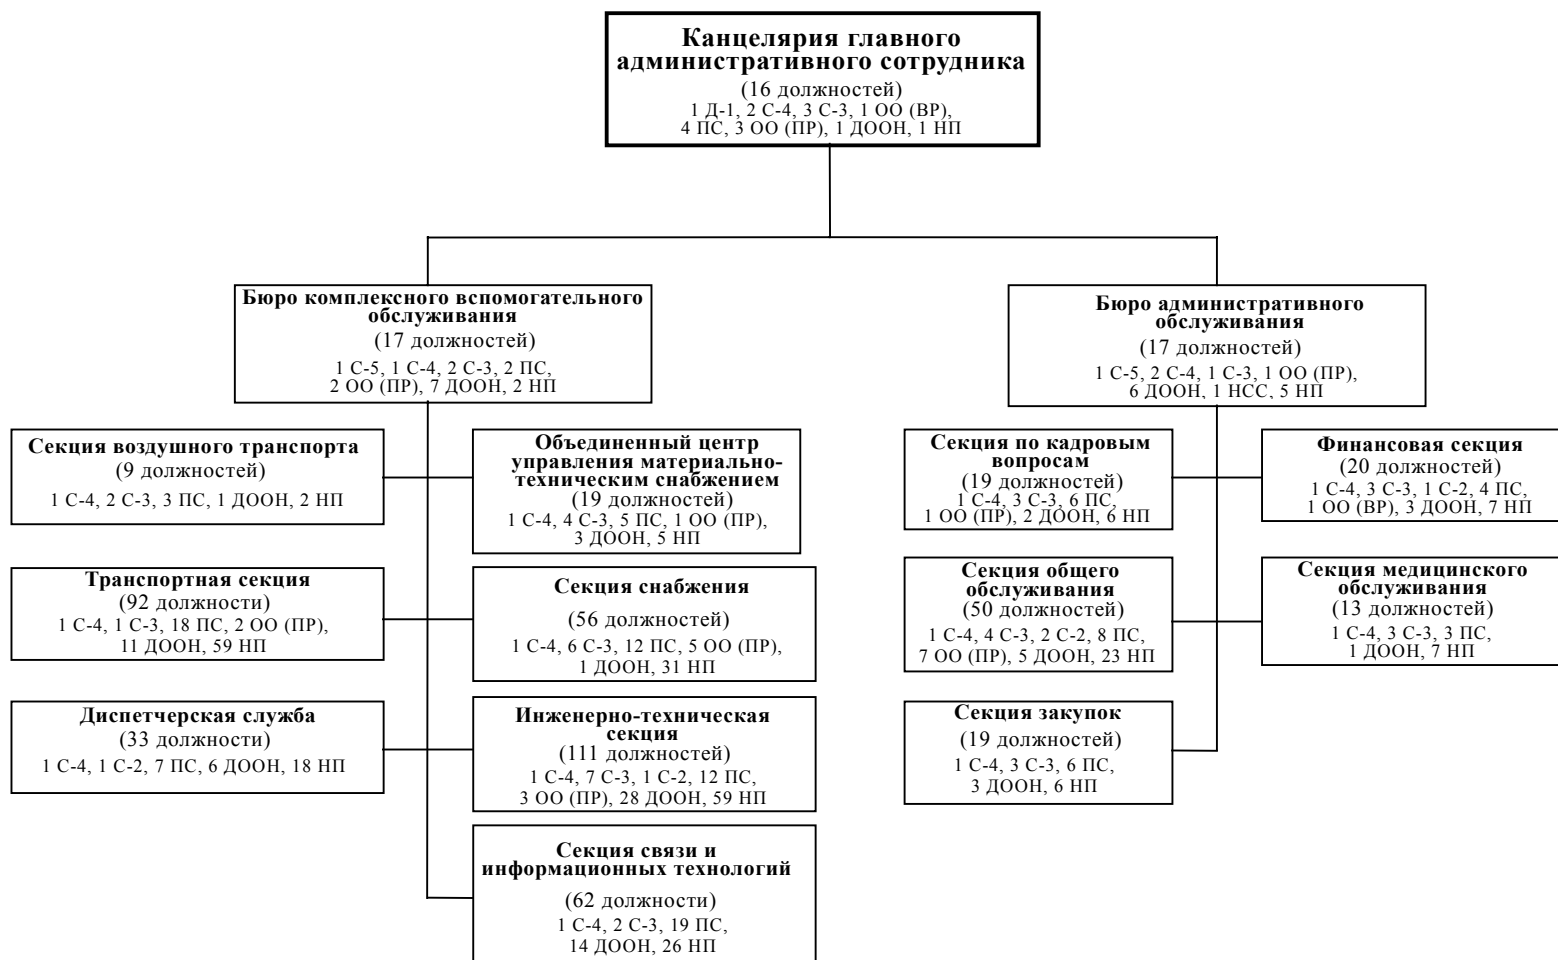 Канцелярия главного
административного сотрудника
(16 должностей)
1 Д-1, 2 С-4, 3 С-3, 1 ОО (ВР),
4 ПС, 3 ОО (ПР), 1 ДООН, 1 НП
Бюро комплексного вспомогательного
обслуживания
(17 должностей)
1 С-5, 1 С-4, 2 С-3, 2 ПС,
2 ОО (ПР), 7 ДООН, 2 НП
Бюро административного
обслуживания
(17 должностей)
1 С-5, 2 С-4, 1 С-3, 1 ОО (ПР),
6 ДООН, 1 НСС, 5 НП
Секция воздушного транспорта
(9 должностей)
1 С-4, 2 С-3, 3 ПС, 1 ДООН, 2 НП
Объединенный центр
управления материально-
техническим снабжением
(19 должностей)
1 С-4, 4 С-3, 5 ПС, 1 ОО (ПР),
3 ДООН, 5 НП
Секция по кадровым
вопросам
(19 должностей)
1 С-4, 3 С-3, 6 ПС,
1 ОО (ПР), 2 ДООН, 6 НП
Финансовая секция
(20 должностей)
1 С-4, 3 С-3, 1 С-2, 4 ПС,
1 ОО (ВР), 3 ДООН, 7 НП
Транспортная секция
(92 должности)
1 С-4, 1 С-3, 18 ПС, 2 ОО (ПР),
11 ДООН, 59 НП
Секция снабжения
(56 должностей)
1 С-4, 6 С-3, 12 ПС, 5 ОО (ПР),
1 ДООН, 31 НП
Секция общего
обслуживания
(50 должностей)
1 С-4, 4 С-3, 2 С-2, 8 ПС,
7 ОО (ПР), 5 ДООН, 23 НП
Секция медицинского
обслуживания
(13 должностей)
1 С-4, 3 С-3, 3 ПС,
1 ДООН, 7 НП
Диспетчерская служба
(33 должности)
1 С-4, 1 С-2, 7 ПС, 6 ДООН, 18 НП
Инженерно-техническая
секция
(111 должностей)
1 С-4, 7 С-3, 1 С-2, 12 ПС,
3 ОО (ПР), 28 ДООН, 59 НП
Секция закупок
(19 должностей)
1 С-4, 3 С-3, 6 ПС,
3 ДООН, 6 НП
Секция связи и
информационных технологий
(62 должности)
1 С-4, 2 С-3, 19 ПС,
14 ДООН, 26 НП